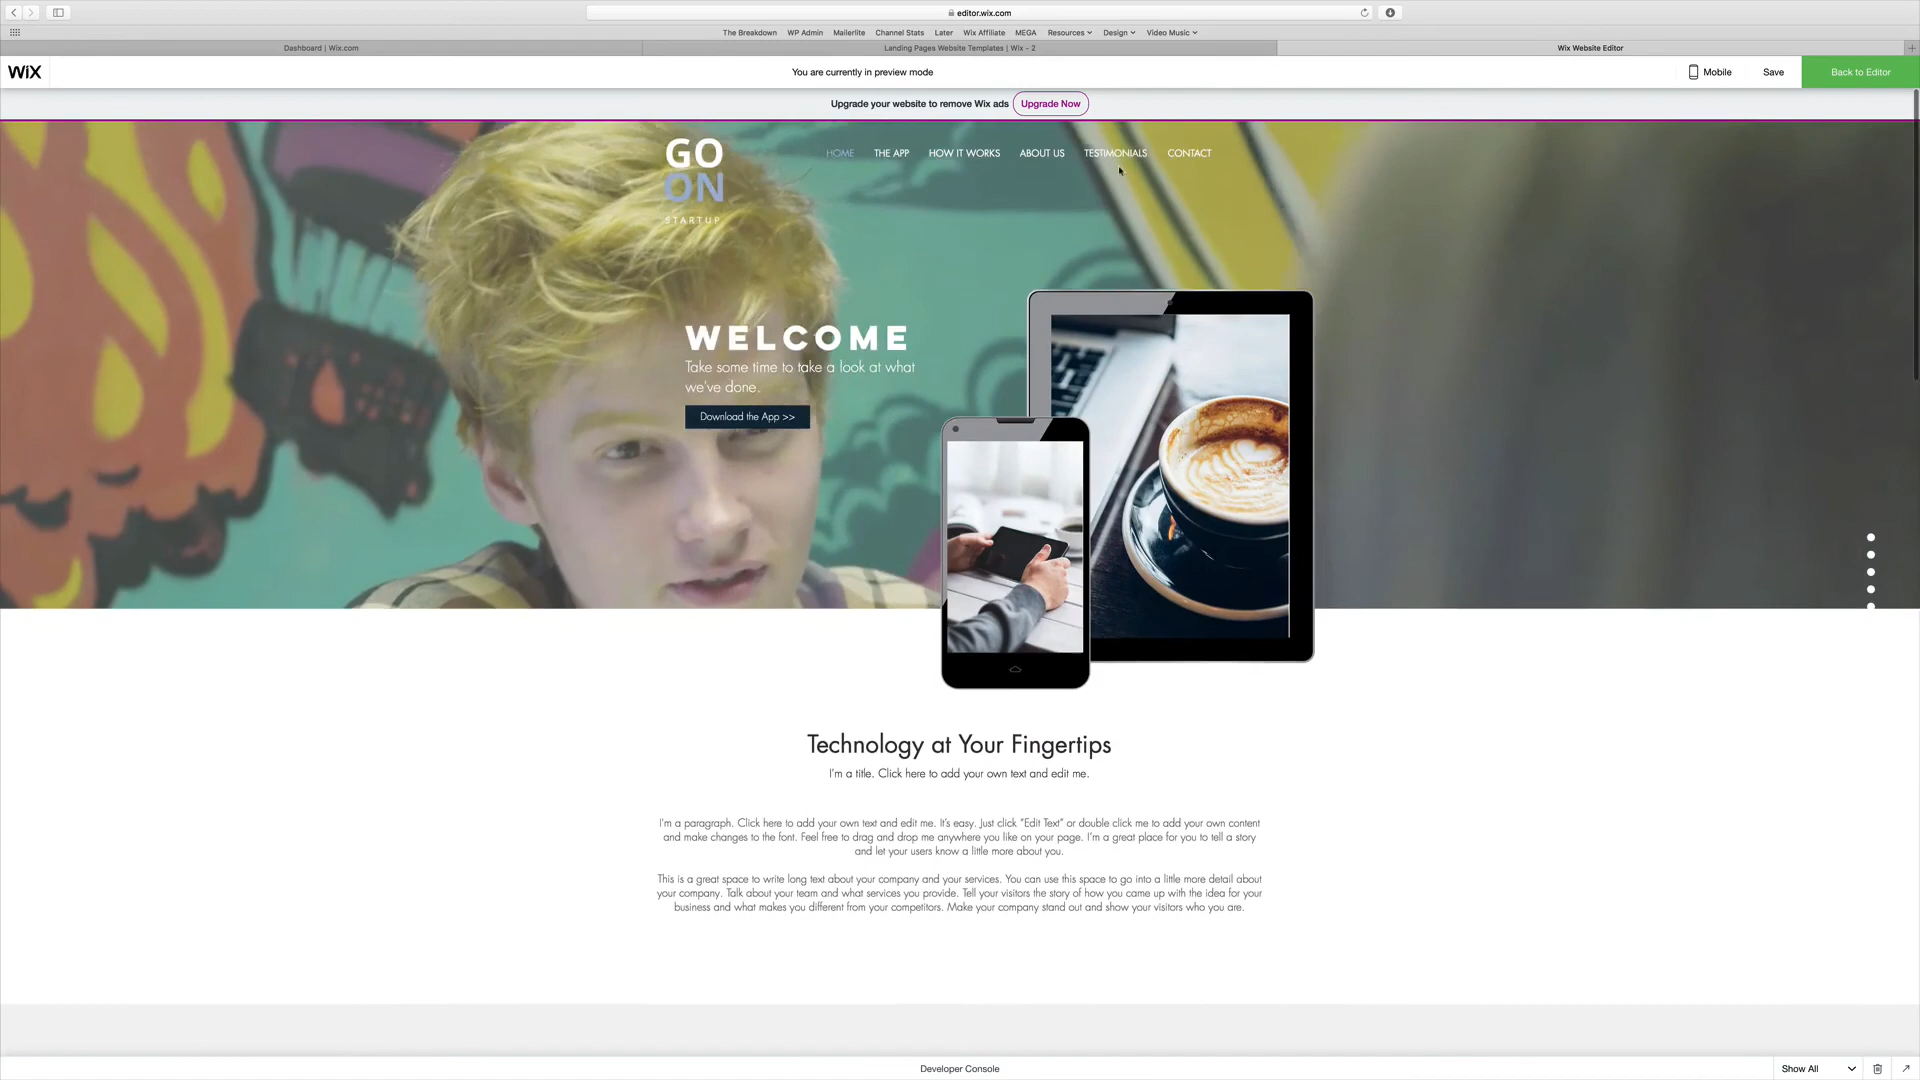 editor.wix.com
The Breakdown WP Admin Mailerlite Channel Stats Later Wix Affiliate MEGA Resources Design Video Music
Dashboard | Wix.com
Landing Pages Website Templates | Wix - 2
Wix Website Editor
WiX
You are currently in preview mode
Mobile
Save
Back to Editor
Upgrade your website to remove Wix ads
Upgrade Now
GO
ON
STARTUP
HOME THE APP HOW IT WORKS ABOUT US TESTIMONIALS CONTACT
WELCOME
Take some time to take a look at what
we've done.
Download the App >>
Technology at Your Fingertips
I'm a title. Click here to add your own text and edit me.
I'm a paragraph. Click here to add your own text and edit me. It's easy. Just click "Edit Text" or double click me to add your own content
and make changes to the font. Feel free to drag and drop me anywhere you like on your page. I'm a great place for you to tell a story
and let your users know a little more about you.
This is a great space to write long text about your company and your services. You can use this space to go into a little more detail about
your company. Talk about your team and what services you provide. Tell your visitors the story of how you came up with the idea for your
business and what makes you different from your competitors. Make your company stand out and show your visitors who you are.
Developer Console
Show All